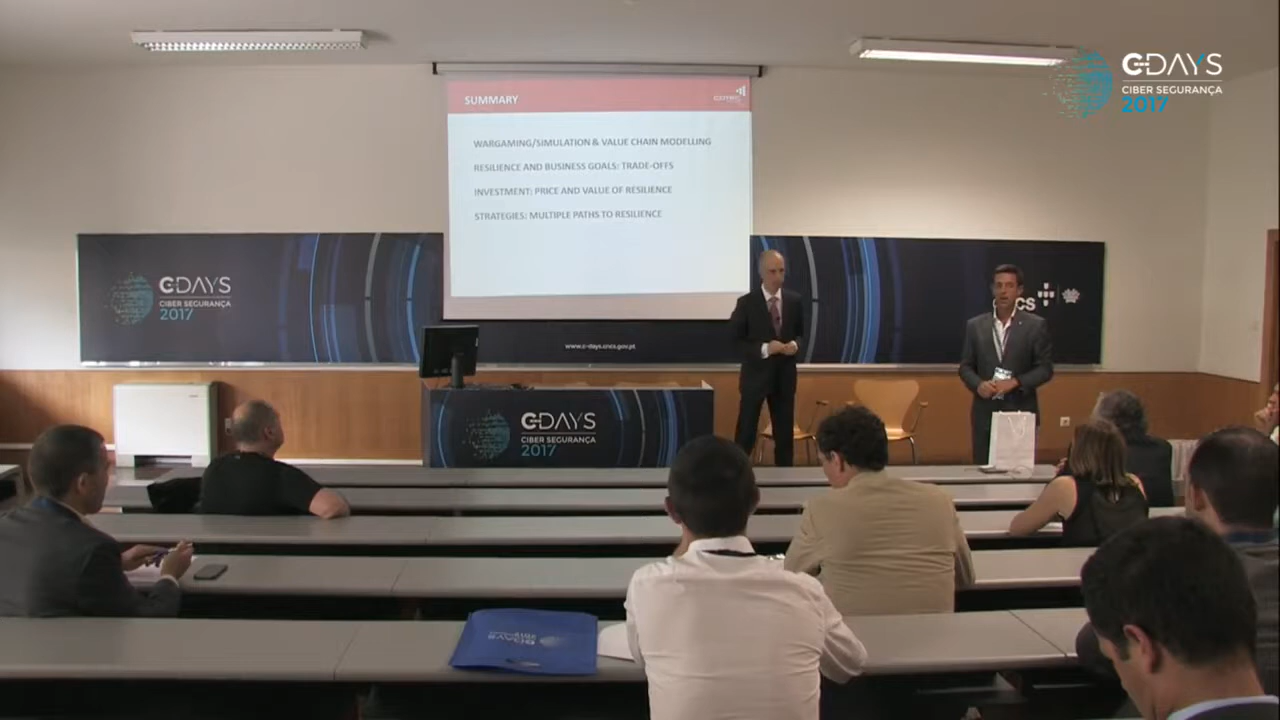 C-DAYS
CIBER SEGURANÇA
2017
SUMMARY
WARGAMING/SIMULATION & VALUE CHAIN MODELLING
RESILIENCE AND BUSINESS GOALS: TRADE-OFFS
INVESTMENT: PRICE AND VALUE OF RESILIENCE
STRATEGIES: MULTIPLE PATHS TO RESILIENCE
C-DAYS
CIBER SEGURANÇA
2017
www.c-days.cncs.gov.pt
C-DAYS
CIBER SEGURANÇA
2017